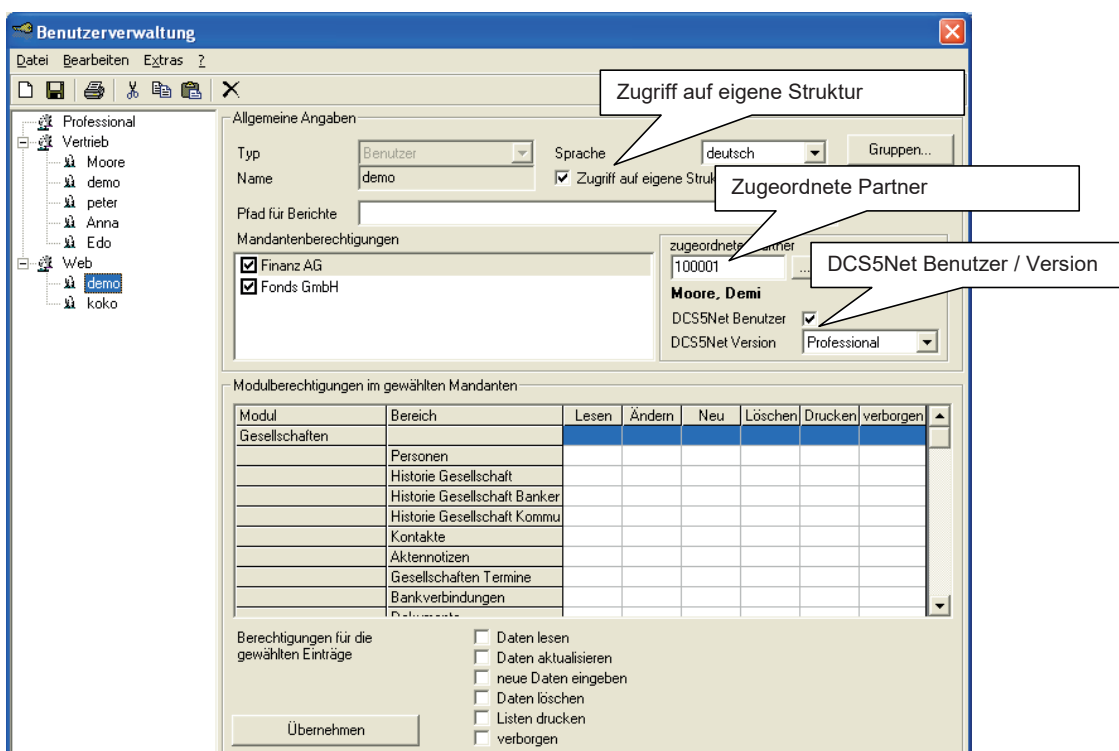 Benutzerverwaltung
Datei Bearbeiten Extras ?
Zugriff auf eigene Struktur
Professional
Vertrieb
Moore
demo
peter
Anna
Edo
Web
demo
koko
Allgemeine Angaben
Typ Benutzer Sprache deutsch Gruppen...
Name demo Zugriff auf eigene Struk
Zugeordnete Partner
Pfad für Berichte
Mandantenberechtigungen
Finanz AG
Fonds GmbH
zugeordnete Partner
100001 ...
DCS5Net Benutzer / Version
Moore, Demi
DCS5Net Benutzer
DCS5Net Version Professional
Modulberechtigungen im gewählten Mandanten
Modul Bereich Lesen Ändern Neu Löschen Drucken verborgen
Gesellschaften
Personen
Historie Gesellschaft
Historie Gesellschaft Banker
Historie Gesellschaft Kommu
Kontakte
Aktennotizen
Gesellschaften Termine
Bankverbindungen
Dokumente
Berechtigungen für die
gewählten Einträge
Daten lesen
Daten aktualisieren
neue Daten eingeben
Daten löschen
Listen drucken
verborgen
Übernehmen